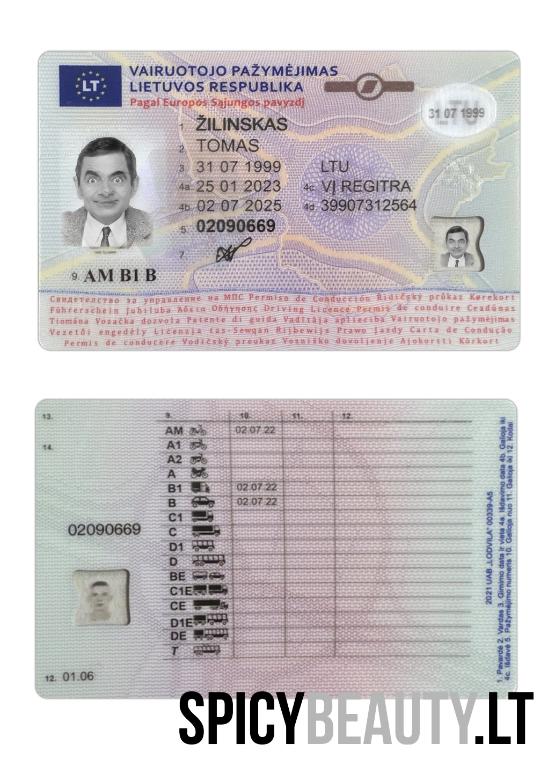 VAIRUOTOJO PAŽYMĖJIMAS
LIETUVOS RESPUBLIKA
Pagal Europos Sąjungos pavyzdį
LT
31 07 1999
1. ŽILINSKAS
2. TOMAS
3. 31 07 1999 LTU
4a. 25 01 2023 4c. VĮ REGITRA
4b. 02 07 2025 4d. 39907312564
5. 02090669
7.
9. AM B1 B
Свидетелство за управление на МПС Permiso de Conducción Řidičský průkaz Kørekort
Führerschein Juhiluba Άδεια Οδήγησης Driving Licence Permis de conduire Ceadúnas
Tiomána Vozačka dozvola Patente di guida Vadītāja apliecība Vairuotojo pažymėjimas
Vezetői engedély Liċenzja tas-Sewqan Rijbewijs Prawo Jazdy Carta de Condução
Permis de conducere Vodičský preukaz Vozniško dovoljenje Ajokortti Körkort
13.
14.
9. 10. 11. 12.
AM 02.07.22
A1
A2
A
B1 02.07.22
B 02.07.22
C1
C
D1
D
BE
C1E
CE
D1E
DE
T
02090669
12. 01.06
2021 UAB „LODVILA" 00339-A5
1. Pavardė 2. Vardas 3. Gimimo data ir vieta 4a. Išdavimo data 4b. Galioja iki
4c. Išdavė 5. Pažymėjimo numeris 10. Galioja nuo 11. Galioja iki 12. Kodai
SPICYBEAUTY.LT